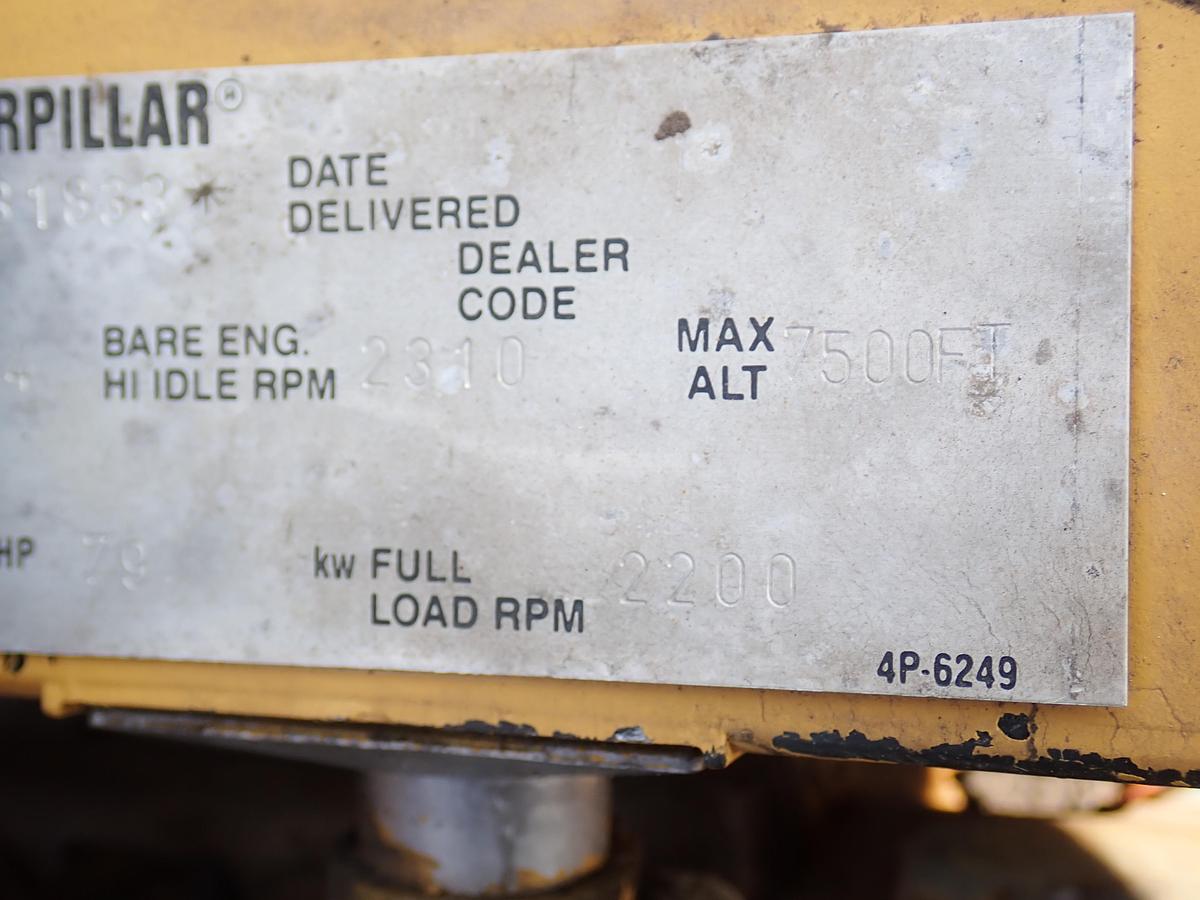 RPILLAR®
31833*
DATE
DELIVERED
DEALER
CODE
BARE ENG.
HI IDLE RPM 2310
MAX
ALT 7500FT
HP 79 kw FULL
LOAD RPM 2200
4P-6249